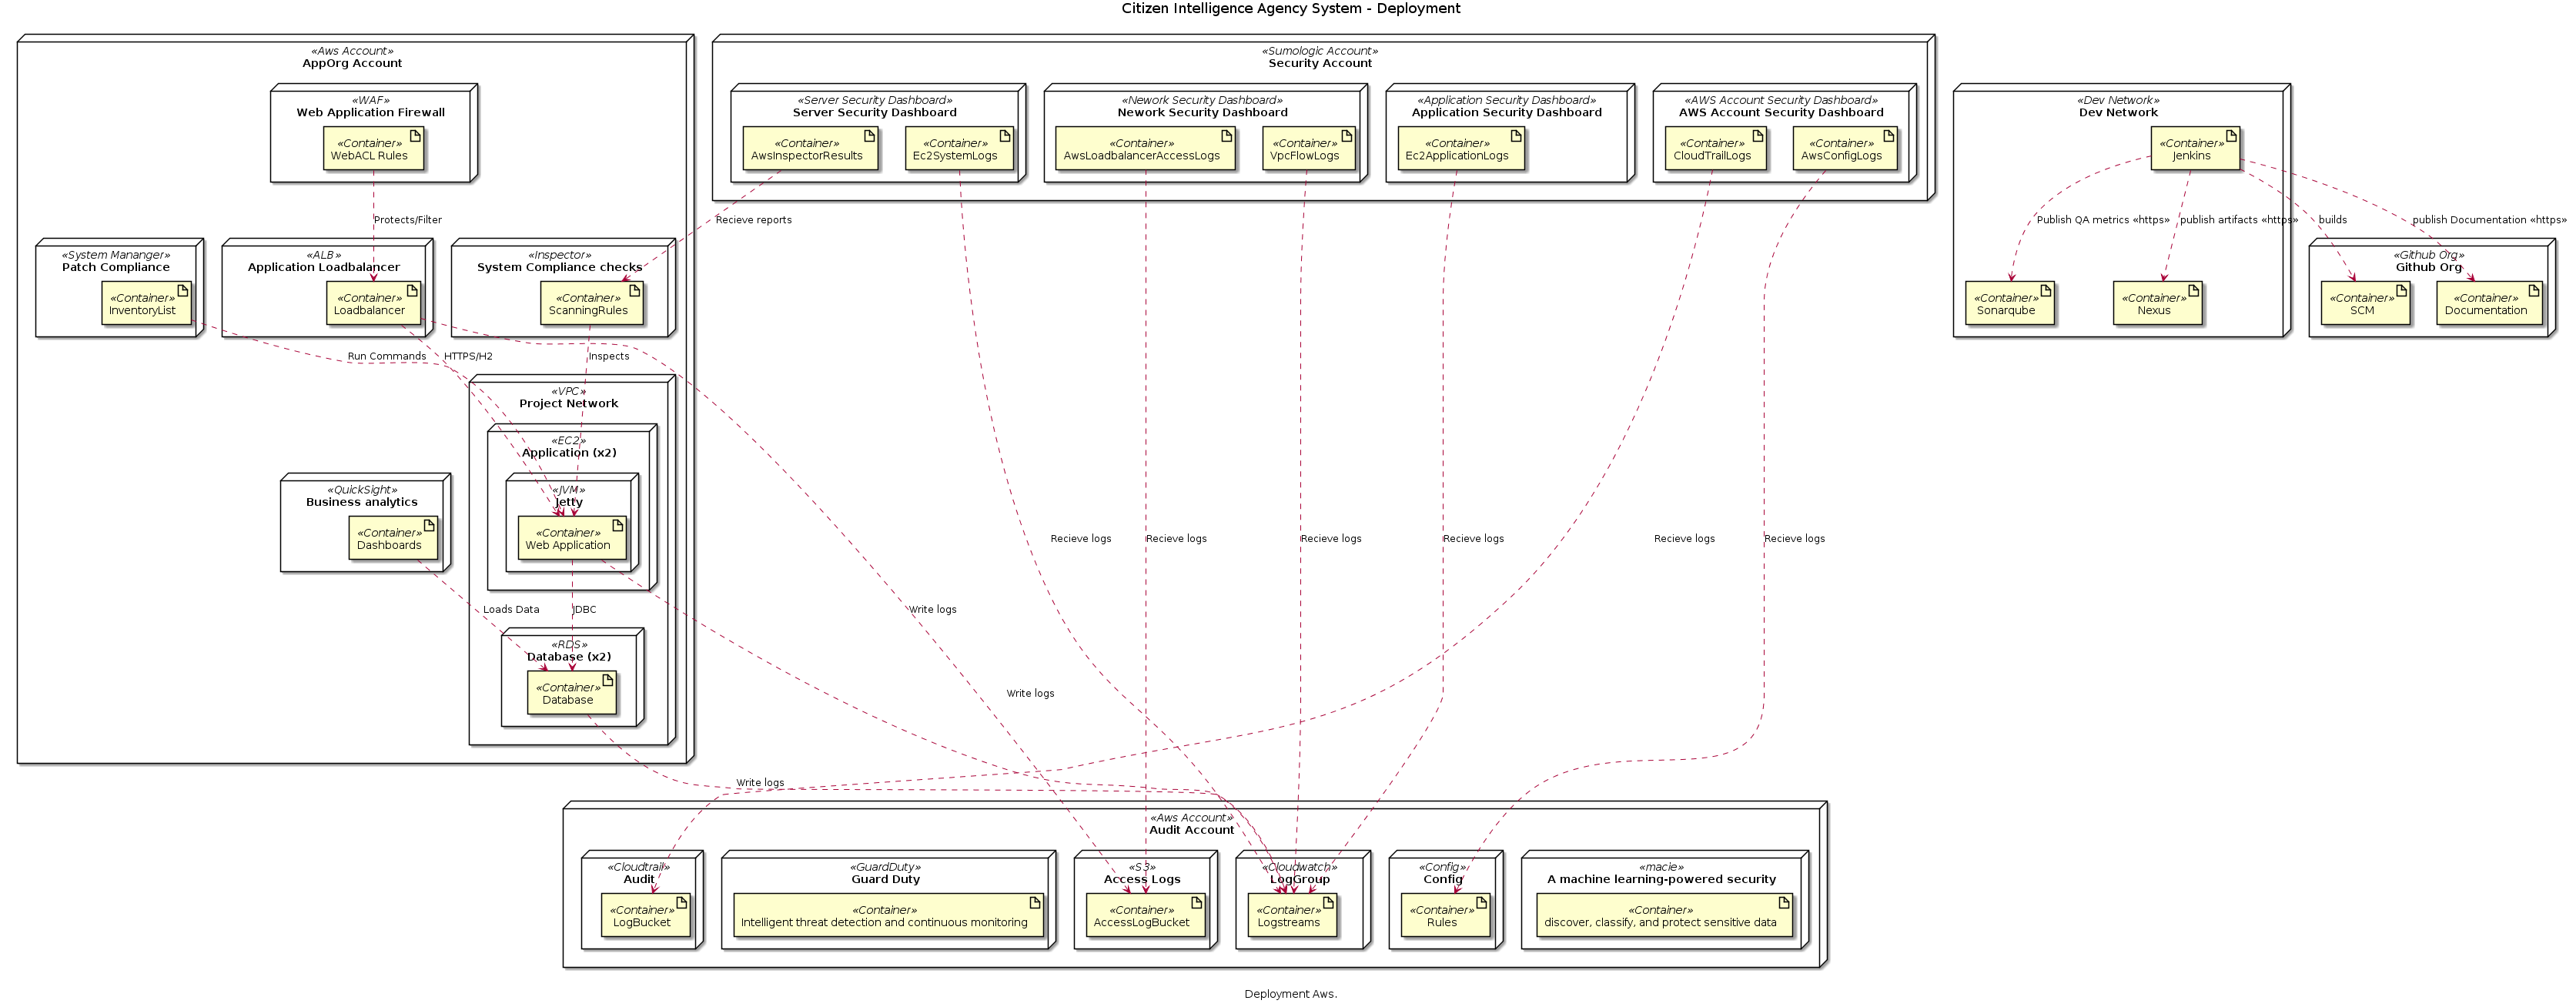 Citizen Intelligence Agency System - Deployment
«Aws Account»
AppOrg Account
«WAF»
Web Application Firewall
«Container»
WebACL Rules
Protects/Filter
«System Mananger»
Patch Compliance
«Container»
InventoryList
«ALB»
Application Loadbalancer
«Container»
Loadbalancer
«Inspector»
System Compliance checks
«Container»
ScanningRules
Run Commands
HTTPS/H2
Inspects
«VPC»
Project Network
«EC2»
Application (x2)
«JVM»
Jetty
«Container»
Web Application
«QuickSight»
Business analytics
«Container»
Dashboards
Loads Data
JDBC
«RDS»
Database (x2)
«Container»
Database
«Sumologic Account»
Security Account
«Server Security Dashboard»
Server Security Dashboard
«Container»
AwsInspectorResults
«Container»
Ec2SystemLogs
«Nework Security Dashboard»
Nework Security Dashboard
«Container»
AwsLoadbalancerAccessLogs
«Container»
VpcFlowLogs
«Application Security Dashboard»
Application Security Dashboard
«Container»
Ec2ApplicationLogs
«AWS Account Security Dashboard»
AWS Account Security Dashboard
«Container»
CloudTrailLogs
«Container»
AwsConfigLogs
Recieve reports
Recieve logs
Recieve logs
Recieve logs
Recieve logs
Recieve logs
Recieve logs
Write logs
Write logs
Write logs
«Dev Network»
Dev Network
«Container»
Jenkins
Publish QA metrics «https»
publish artifacts «https»
builds
publish Documentation «https»
«Container»
Sonarqube
«Container»
Nexus
«Github Org»
Github Org
«Container»
SCM
«Container»
Documentation
«Aws Account»
Audit Account
«Cloudtrail»
Audit
«Container»
LogBucket
«GuardDuty»
Guard Duty
«Container»
Intelligent threat detection and continuous monitoring
«S3»
Access Logs
«Container»
AccessLogBucket
«Cloudwatch»
LogGroup
«Container»
Logstreams
«Config»
Config
«Container»
Rules
«macie»
A machine learning-powered security
«Container»
discover, classify, and protect sensitive data
Deployment Aws.